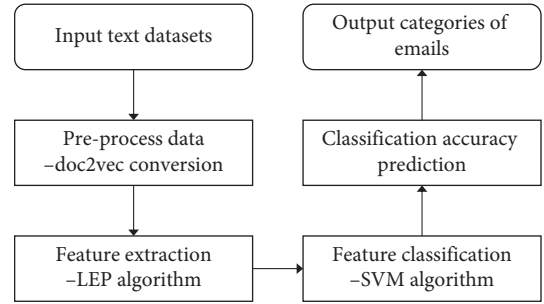 Input text datasets
Pre-process data
–doc2vec conversion
Feature extraction
–LEP algorithm
Feature classification
–SVM algorithm
Classification accuracy
prediction
Output categories of
emails